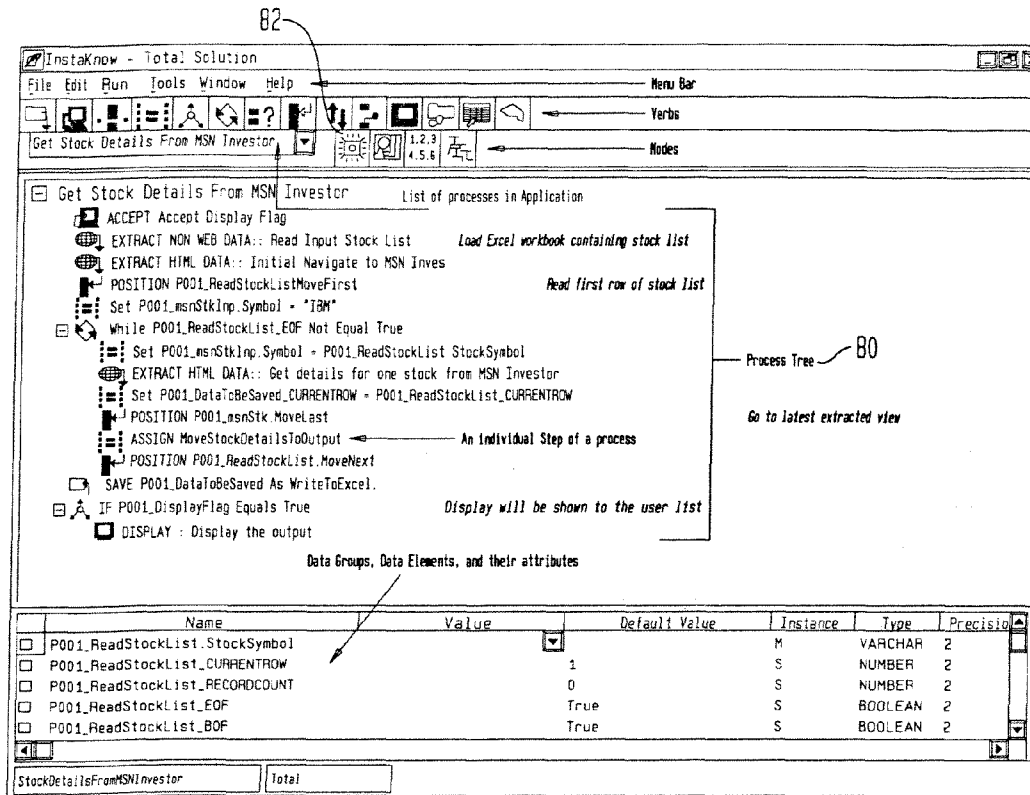 82
InstaKnow - Total Solution
File Edit Run Tools Window Help
Menu Bar
=?
Verbs
Get Stock Details From MSN Investor
1.2.3
4.5.6
Nodes
Get Stock Details From MSN Investor
List of processes in Application
ACCEPT Accept Display Flag
EXTRACT NON WEB DATA:: Read Input Stock List Load Excel workbook containing stock list
EXTRACT HTML DATA:: Initial Navigate to MSN Inves
POSITION P001_ReadStockListMoveFirst Read first row of stock list
Set P001_msnStkInp.Symbol = "IBM"
While P001_ReadStockList_EOF Not Equal True
Set P001_msnStkInp.Symbol = P001_ReadStockList StockSymbol
Process Tree 80
EXTRACT HTML DATA:: Get details for one stock from MSN Investor
Set P001_DataToBeSaved_CURRENTROW = P001_ReadStockList_CURRENTROW
POSITION P001_msnStk.MoveLast Go to latest extracted view
ASSIGN MoveStockDetailsToOutput An individual Step of a process
POSITION P001_ReadStockList.MoveNext
SAVE P001_DataToBeSaved As WriteToExcel.
IF P001_DisplayFlag Equals True Display will be shown to the user list
DISPLAY : Display the output
Data Groups, Data Elements, and their attributes
Name Value Default Value Instance Type Precisio
P001_ReadStockList.StockSymbol M VARCHAR 2
P001_ReadStockList_CURRENTROW 1 S NUMBER 2
P001_ReadStockList_RECORDCOUNT 0 S NUMBER 2
P001_ReadStockList_EOF True S BOOLEAN 2
P001_ReadStockList_BOF True S BOOLEAN 2
StockDetailsFromMSNInvestor Total